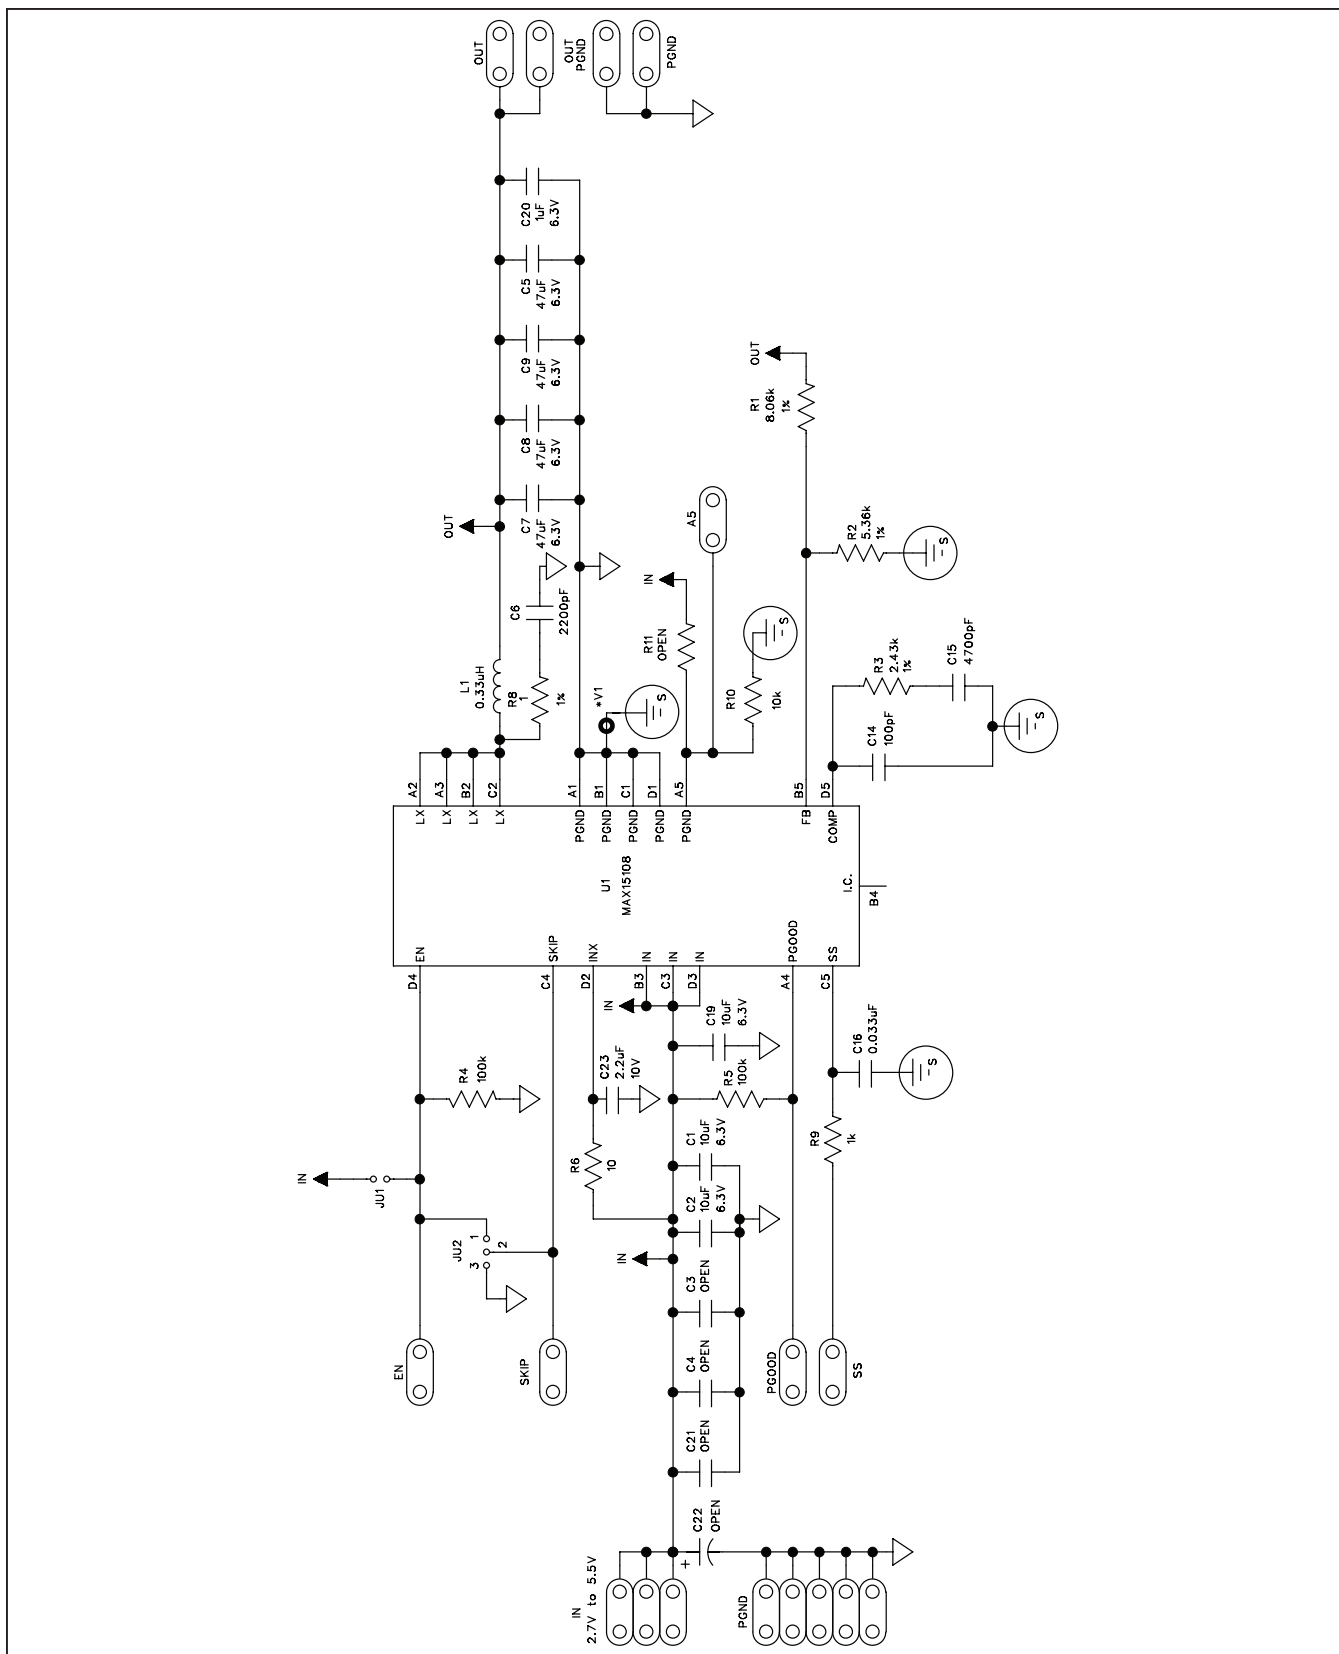 OUT
OUT
PGND
PGND
C20
1uF
6.3V
C5
47uF
6.3V
C9
47uF
6.3V
C8
47uF
6.3V
C7
47uF
6.3V
OUT
C6
2200pF
L1
0.33uH
R8
1
1%
*V1
S
IN
R11
OPEN
A5
R10
10k
S
OUT
R1
8.06k
1%
R2
5.36k
1%
S
R3
2.43k
1%
C15
4700pF
C14
100pF
S
A2
A3
B2
C2
A1
B1
C1
D1
A5
B5
D5
LX
LX
LX
LX
PGND
PGND
PGND
PGND
PGND
FB
COMP
U1
MAX15108
I.C.
B4
EN
SKIP
INX
IN
IN
IN
PGOOD
SS
D4
C4
D2
B3
C3
D3
A4
C5
IN
C19
10uF
6.3V
C16
0.033uF
S
R4
100k
C23
2.2uF
10V
R5
100k
R6
10
C1
10uF
6.3V
R9
1k
IN
JU1
C2
10uF
6.3V
JU2
1
2
3
IN
C3
OPEN
EN
SKIP
C4
OPEN
PGOOD
SS
C21
OPEN
C22
OPEN
+
IN
2.7V to 5.5V
PGND